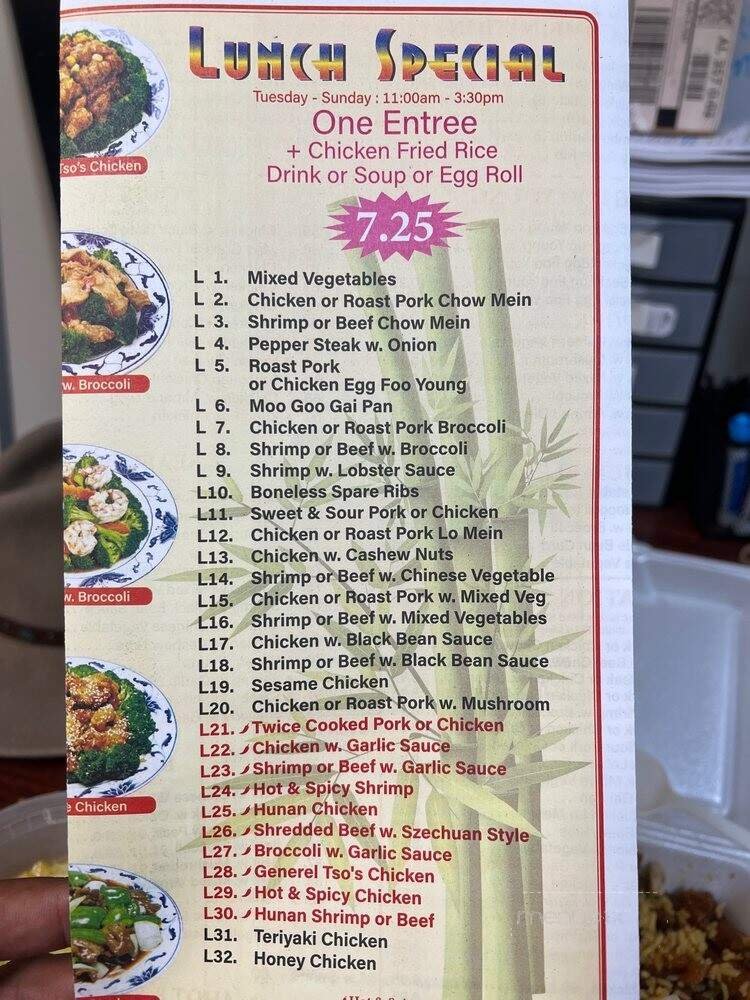 LUNCH SPECIAL
Tuesday - Sunday : 11:00am - 3:30pm
One Entree
+ Chicken Fried Rice
Drink or Soup or Egg Roll
7.25
L 1. Mixed Vegetables
L 2. Chicken or Roast Pork Chow Mein
L 3. Shrimp or Beef Chow Mein
L 4. Pepper Steak w. Onion
L 5. Roast Pork
or Chicken Egg Foo Young
L 6. Moo Goo Gai Pan
L 7. Chicken or Roast Pork Broccoli
L 8. Shrimp or Beef w. Broccoli
L 9. Shrimp w. Lobster Sauce
L10. Boneless Spare Ribs
L11. Sweet & Sour Pork or Chicken
L12. Chicken or Roast Pork Lo Mein
L13. Chicken w. Cashew Nuts
L14. Shrimp or Beef w. Chinese Vegetable
L15. Chicken or Roast Pork w. Mixed Veg
L16. Shrimp or Beef w. Mixed Vegetables
L17. Chicken w. Black Bean Sauce
L18. Shrimp or Beef w. Black Bean Sauce
L19. Sesame Chicken
L20. Chicken or Roast Pork w. Mushroom
L21. Twice Cooked Pork or Chicken
L22. Chicken w. Garlic Sauce
L23. Shrimp or Beef w. Garlic Sauce
L24. Hot & Spicy Shrimp
L25. Hunan Chicken
L26. Shredded Beef w. Szechuan Style
L27. Broccoli w. Garlic Sauce
L28. Generel Tso's Chicken
L29. Hot & Spicy Chicken
L30. Hunan Shrimp or Beef
L31. Teriyaki Chicken
L32. Honey Chicken
Tso's Chicken
w. Broccoli
w. Broccoli
e Chicken